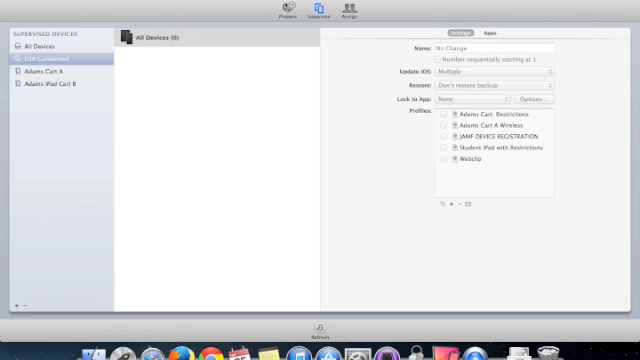 Prepare
Supervise
Assign
SUPERVISED DEVICES
All Devices
Adams Cart A
Adams iPad Cart B
All Devices (0)
Settings
Apps
Name: No Change
Number sequentially starting at 1
Update iOS: Multiple
Restore: Don't restore backup
Lock to App: None
Options...
Profiles:
Adams Cart Restrictions
Adams Cart A Wireless
JAMF DEVICE REGISTRATION
Student iPad with Restrictions
Webclip
Refresh